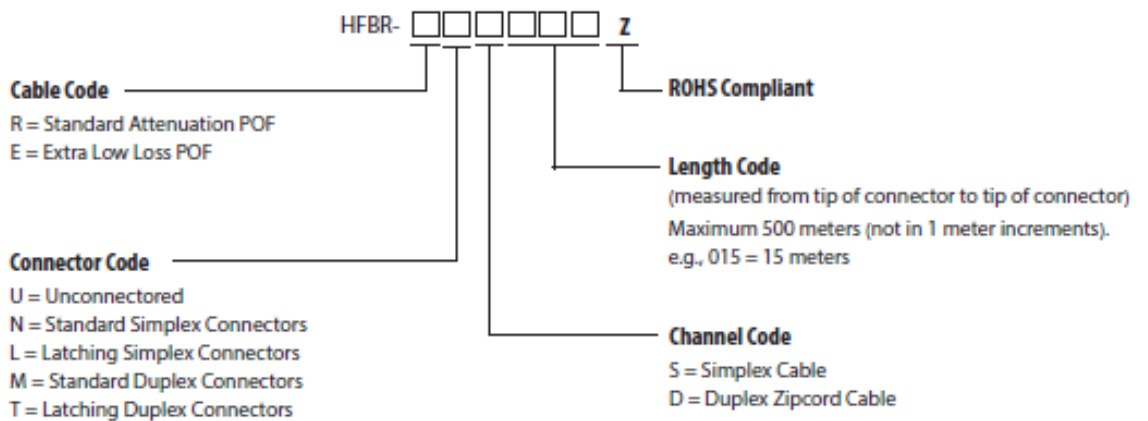 HFBR- Z
Cable Code
R = Standard Attenuation POF
E = Extra Low Loss POF
Connector Code
U = Unconnectored
N = Standard Simplex Connectors
L = Latching Simplex Connectors
M = Standard Duplex Connectors
T = Latching Duplex Connectors
ROHS Compliant
Length Code
(measured from tip of connector to tip of connector)
Maximum 500 meters (not in 1 meter increments).
e.g., 015 = 15 meters
Channel Code
S = Simplex Cable
D = Duplex Zipcord Cable